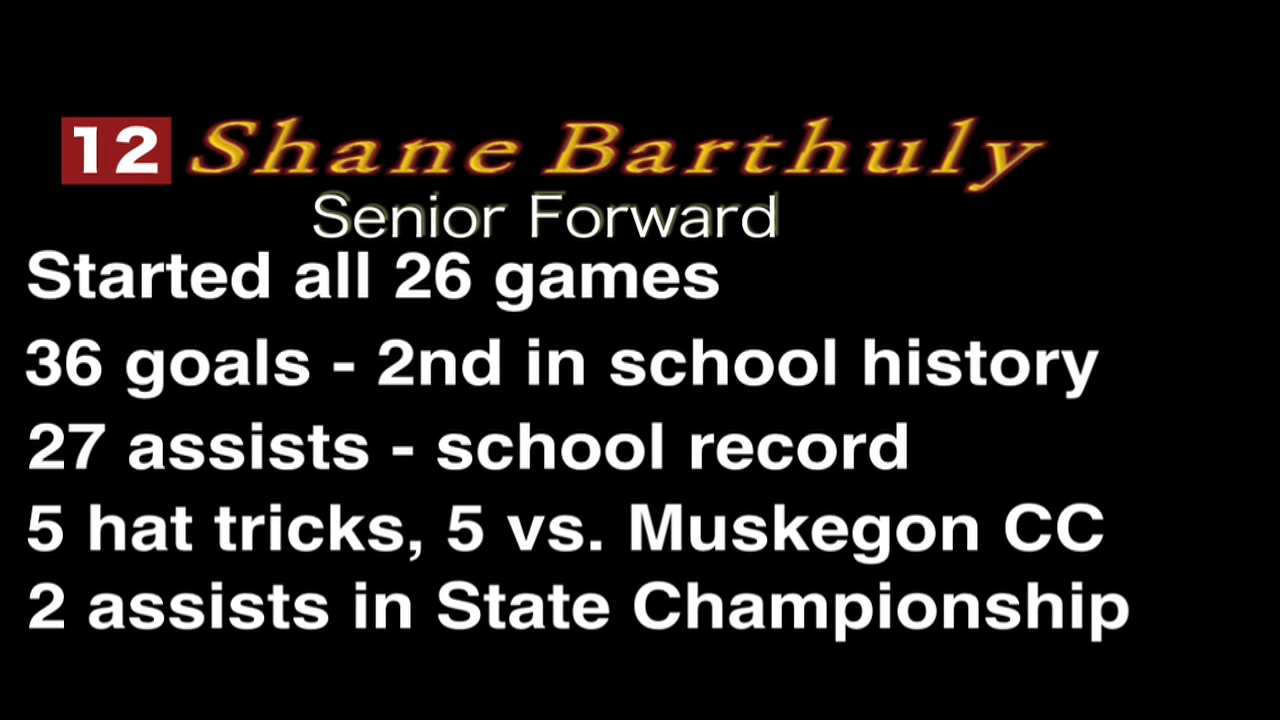 12 Shane Barthuly
Senior Forward
Started all 26 games
36 goals - 2nd in school history
27 assists - school record
5 hat tricks, 5 vs. Muskegon CC
2 assists in State Championship